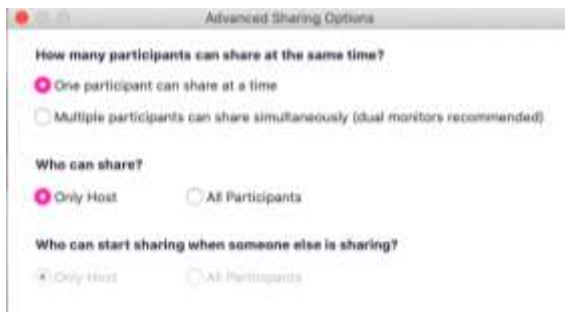 Advanced Sharing Options
How many participants can share at the same time?
One participant can share at a time
Multiple participants can share simultaneously (dual monitors recommended)
Who can share?
Only Host All Participants
Who can start sharing when someone else is sharing?
Only Host All Participants